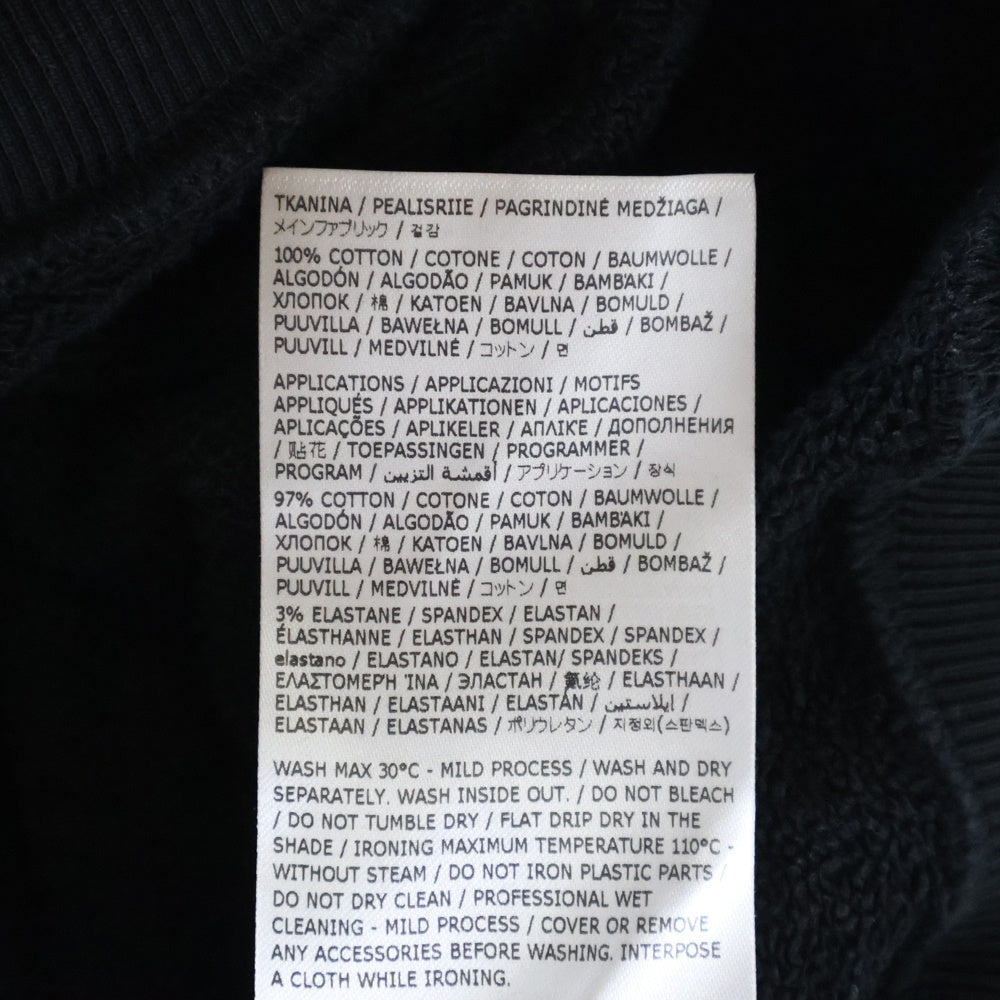 TKANINA / PEALISRIIE / PAGRINDINĖ MEDŽIAGA /
メインファブリック / 겉감
100% COTTON / COTONE / COTON / BAUMWOLLE /
ALGODÓN / ALGODÃO / PAMUK / ΒΑΜΒΆΚΙ /
ХЛОПОК / 棉 / KATOEN / BAVLNA / BOMULD /
PUUVILLA / BAWEŁNA / BOMULL / قطن / BOMBAŽ /
PUUVILL / MEDVILNĖ / コットン / 면
APPLICATIONS / APPLICAZIONI / MOTIFS
APPLIQUÉS / APPLIKATIONEN / APLICACIONES /
APLICAÇÕES / APLIKELER / ΑΠΛΙΚΈ / ДОПОЛНЕНИЯ
/ 贴花 / TOEPASSINGEN / PROGRAMMER /
PROGRAM / أقمشة التزيين / アプリケーション / 장식
97% COTTON / COTONE / COTON / BAUMWOLLE /
ALGODÓN / ALGODÃO / PAMUK / ΒΑΜΒΆΚΙ /
ХЛОПОК / 棉 / KATOEN / BAVLNA / BOMULD /
PUUVILLA / BAWEŁNA / BOMULL / قطن / BOMBAŽ /
PUUVILL / MEDVILNĖ / コットン / 면
3% ELASTANE / SPANDEX / ELASTAN /
ÉLASTHANNE / ELASTHAN / SPANDEX / SPANDEX /
elastano / ELASTANO / ELASTAN/ SPANDEKS /
ΕΛΑΣΤΟΜΕΡΉ ΊΝΑ / ЭЛАСТАН / 氨纶 / ELASTHAAN /
ELASTHAN / ELASTAANI / ELASTÁN / إيلاستين /
ELASTAAN / ELASTANAS / ポリウレタン / 지정외(스판덱스)
WASH MAX 30°C - MILD PROCESS / WASH AND DRY
SEPARATELY. WASH INSIDE OUT. / DO NOT BLEACH
/ DO NOT TUMBLE DRY / FLAT DRIP DRY IN THE
SHADE / IRONING MAXIMUM TEMPERATURE 110°C -
WITHOUT STEAM / DO NOT IRON PLASTIC PARTS /
DO NOT DRY CLEAN / PROFESSIONAL WET
CLEANING - MILD PROCESS / COVER OR REMOVE
ANY ACCESSORIES BEFORE WASHING. INTERPOSE
A CLOTH WHILE IRONING.